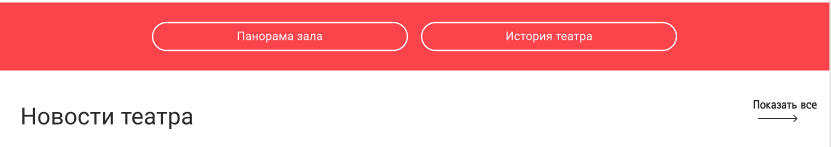 Панорама зала
История театра
Новости театра
Показать все